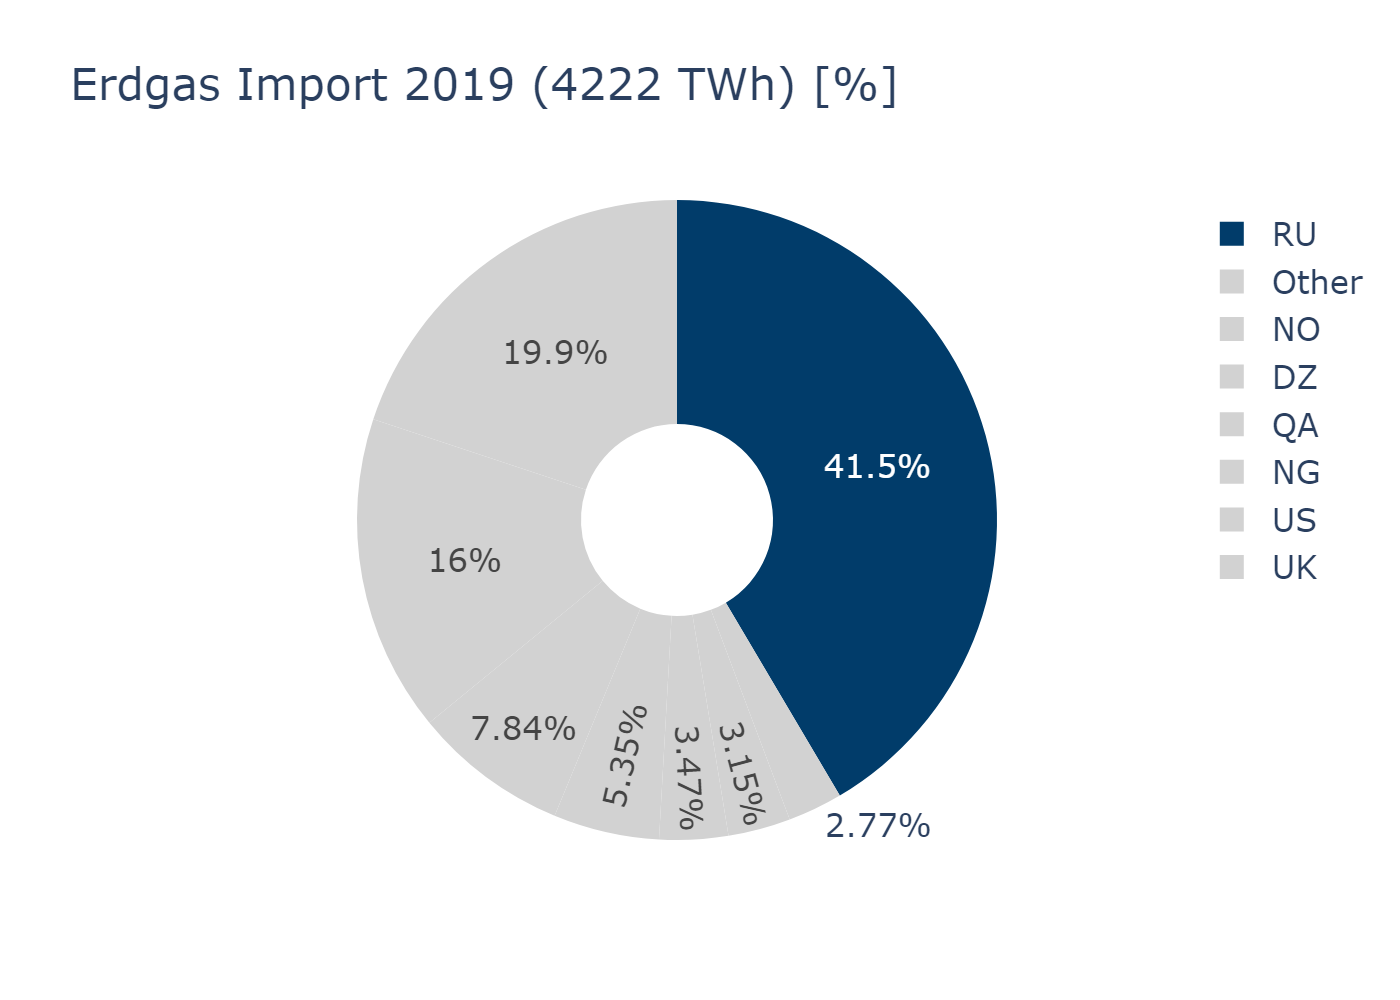 Erdgas Import 2019 (4222 TWh) [%]
RU
Other
NO
DZ
QA
NG
US
UK
19.9%
41.5%
16%
7.84%
5.35%
3.47%
3.15%
2.77%